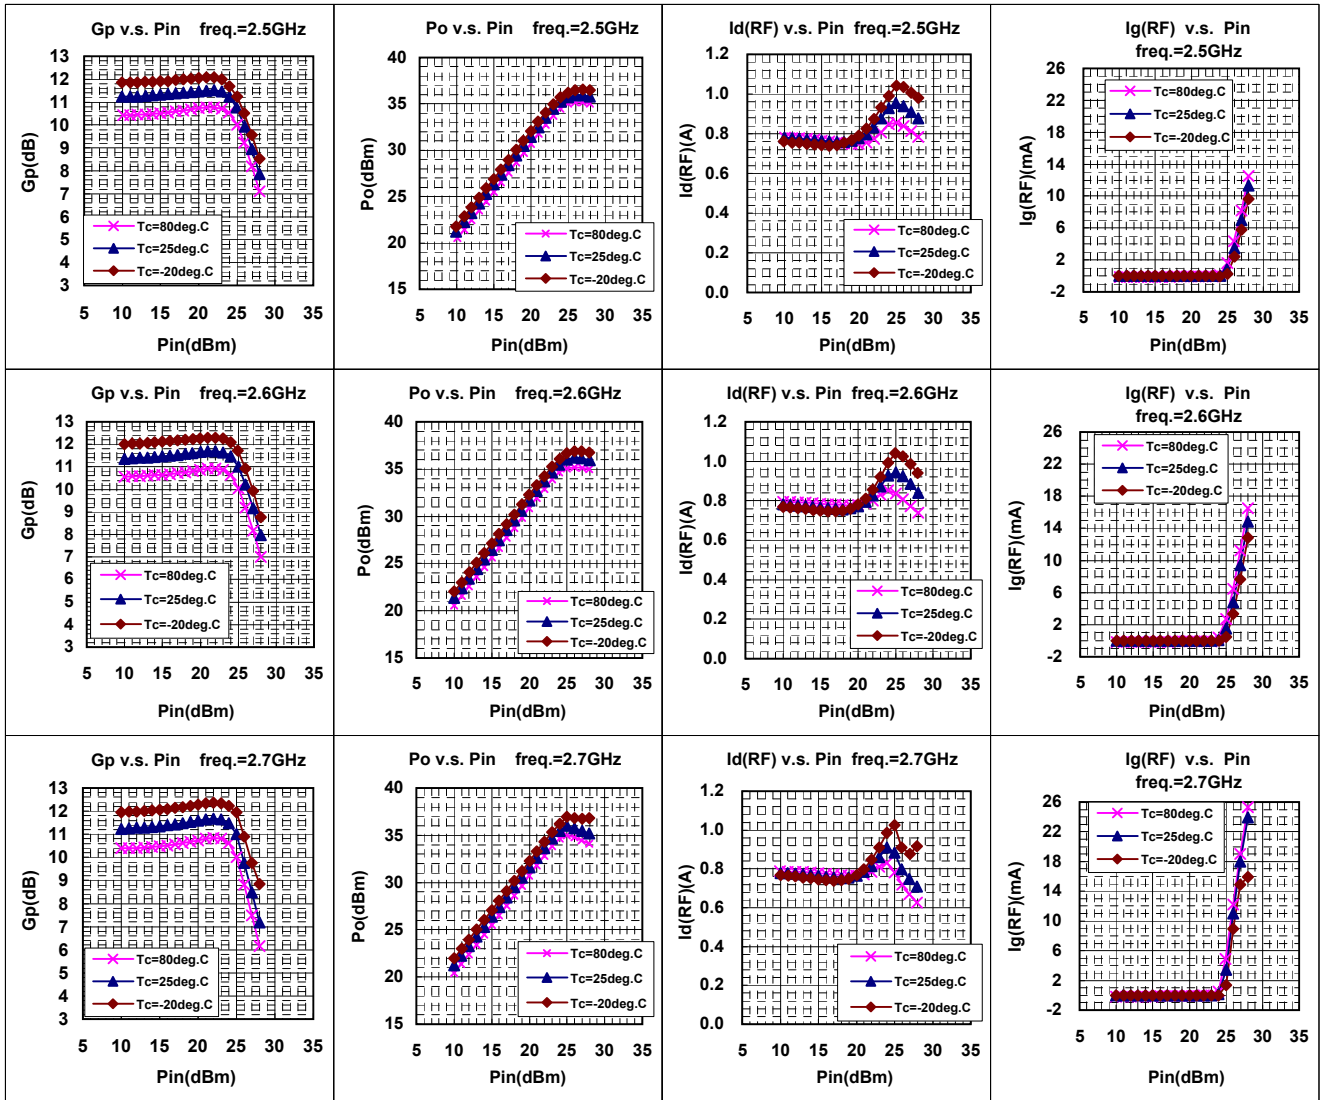 Gp v.s. Pin freq.=2.5GHz
Gp(dB)
13
12
11
10
9
8
7
6
5
4
3
Tc=80deg.C
Tc=25deg.C
Tc=-20deg.C
5 10 15 20 25 30 35
Pin(dBm)
Po v.s. Pin freq.=2.5GHz
Po(dBm)
40
35
30
25
20
15
Tc=80deg.C
Tc=25deg.C
Tc=-20deg.C
5 10 15 20 25 30 35
Pin(dBm)
Id(RF) v.s. Pin freq.=2.5GHz
Id(RF)(A)
1.2
1.0
0.8
0.6
0.4
0.2
0.0
Tc=80deg.C
Tc=25deg.C
Tc=-20deg.C
5 10 15 20 25 30 35
Pin(dBm)
Ig(RF) v.s. Pin
freq.=2.5GHz
Ig(RF)(mA)
26
22
18
14
10
6
2
-2
Tc=80deg.C
Tc=25deg.C
Tc=-20deg.C
5 10 15 20 25 30 35
Pin(dBm)
Gp v.s. Pin freq.=2.6GHz
Gp(dB)
13
12
11
10
9
8
7
6
5
4
3
Tc=80deg.C
Tc=25deg.C
Tc=-20deg.C
5 10 15 20 25 30 35
Pin(dBm)
Po v.s. Pin freq.=2.6GHz
Po(dBm)
40
35
30
25
20
15
Tc=80deg.C
Tc=25deg.C
Tc=-20deg.C
5 10 15 20 25 30 35
Pin(dBm)
Id(RF) v.s. Pin freq.=2.6GHz
Id(RF)(A)
1.2
1.0
0.8
0.6
0.4
0.2
0.0
Tc=80deg.C
Tc=25deg.C
Tc=-20deg.C
5 10 15 20 25 30 35
Pin(dBm)
Ig(RF) v.s. Pin
freq.=2.6GHz
Ig(RF)(mA)
26
22
18
14
10
6
2
-2
Tc=80deg.C
Tc=25deg.C
Tc=-20deg.C
5 10 15 20 25 30 35
Pin(dBm)
Gp v.s. Pin freq.=2.7GHz
Gp(dB)
13
12
11
10
9
8
7
6
5
4
3
Tc=80deg.C
Tc=25deg.C
Tc=-20deg.C
5 10 15 20 25 30 35
Pin(dBm)
Po v.s. Pin freq.=2.7GHz
Po(dBm)
40
35
30
25
20
15
Tc=80deg.C
Tc=25deg.C
Tc=-20deg.C
5 10 15 20 25 30 35
Pin(dBm)
Id(RF) v.s. Pin freq.=2.7GHz
Id(RF)(A)
1.2
1.0
0.8
0.6
0.4
0.2
0.0
Tc=80deg.C
Tc=25deg.C
Tc=-20deg.C
5 10 15 20 25 30 35
Pin(dBm)
Ig(RF) v.s. Pin
freq.=2.7GHz
Ig(RF)(mA)
26
22
18
14
10
6
2
-2
Tc=80deg.C
Tc=25deg.C
Tc=-20deg.C
5 10 15 20 25 30 35
Pin(dBm)